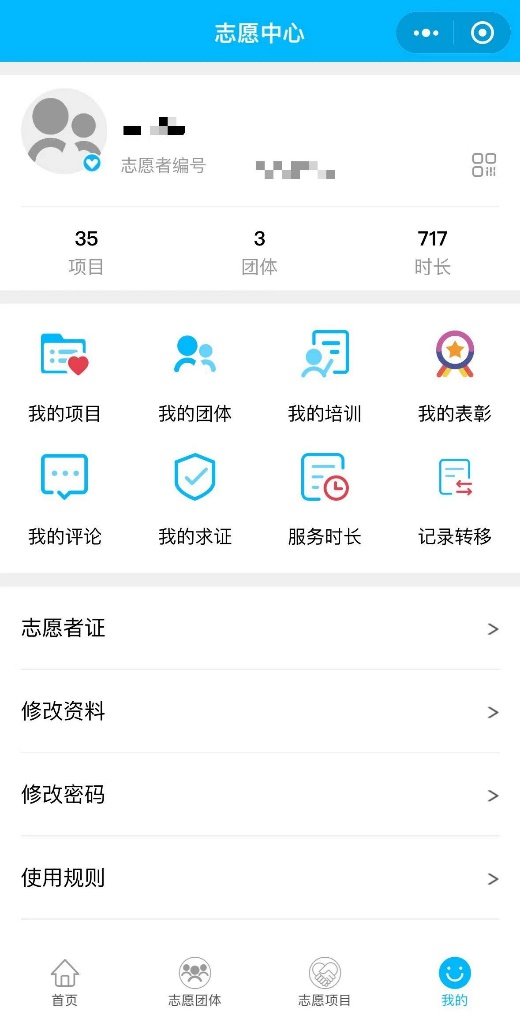 志愿中心
志愿者编号
35 3 717
项目 团体 时长
我的项目 我的团体 我的培训 我的表彰
我的评论 我的求证 服务时长 记录转移
志愿者证 >
修改资料 >
修改密码 >
使用规则 >
首页 志愿团体 志愿项目 我的